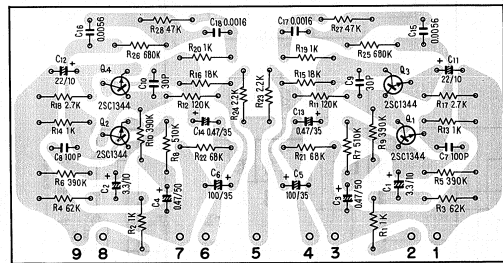 C16
0.0056
R28 47K
C18 0.0016
C17 0.0016
R27 47K
C15
0.0056
R26 680K
R20 1K
R19 1K
R25 680K
C12
22/10
Q4
2SC1344
C10
30P
R16 18K
R15 18K
C9
30P
Q3
2SC1344
C11
22/10
R18 2.7K
R12 120K
R24 2.2K
R23 2.2K
R11 120K
R17 2.7K
R14 1K
Q2
2SC1344
R10 390K
R8 510K
C14 0.47/35
C13
0.47/35
R7 510K
R9 390K
Q1
2SC1344
R13 1K
C8 100P
R22 68K
R21 68K
C7 100P
R6 390K
C2
3.3/10
C4
0.47/50
C6
100/35
C5
100/35
C3
0.47/50
C1
3.3/10
R5 390K
R4 62K
R2 1K
R1 1K
R3 62K
9 8 7 6 5 4 3 2 1